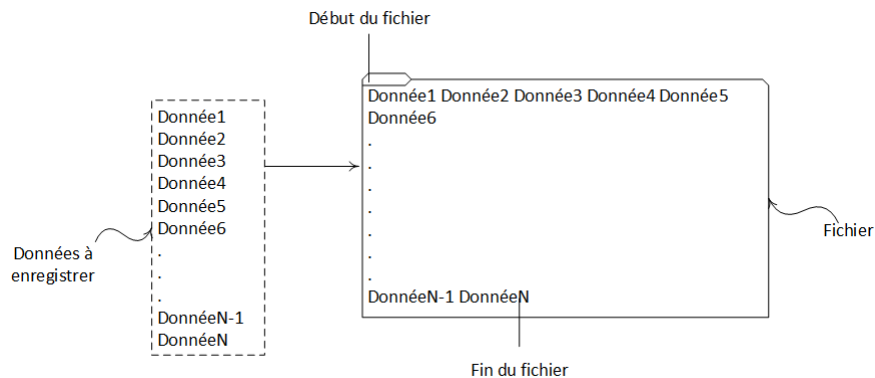 Début du fichier
Donnée1
Donnée2
Donnée3
Donnée4
Donnée5
Donnée6
.
.
.
DonnéeN-1
DonnéeN
Données à
enregistrer
Donnée1 Donnée2 Donnée3 Donnée4 Donnée5
Donnée6
.
.
.
.
.
.
.
DonnéeN-1 DonnéeN
Fichier
Fin du fichier